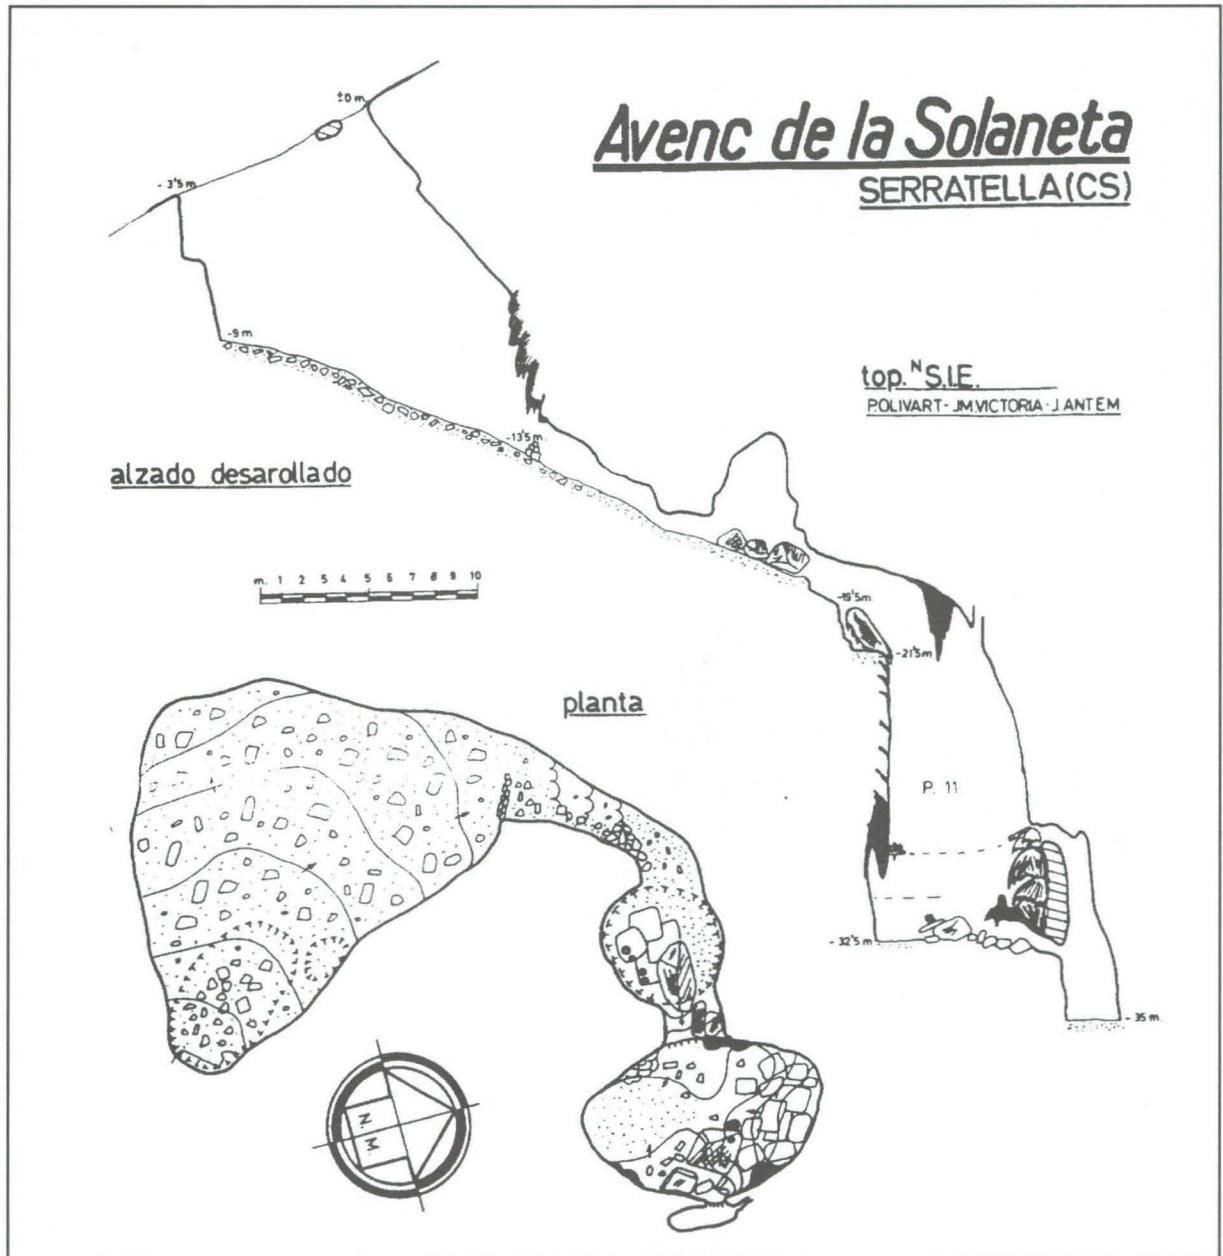 Avenc de la Solaneta
SERRATELLA (CS)
±0 m.
- 3'5 m
-9 m
-13'5 m.
top.N S.I.E.
P.OLIVART - J.M.VICTORIA - J.ANTEM
alzado desarollado
m. 1 2 3 4 5 6 7 8 9 10
-19'5 m.
-21'5 m
planta
P. 11
- 32'5 m
- 35 m.
N. M.